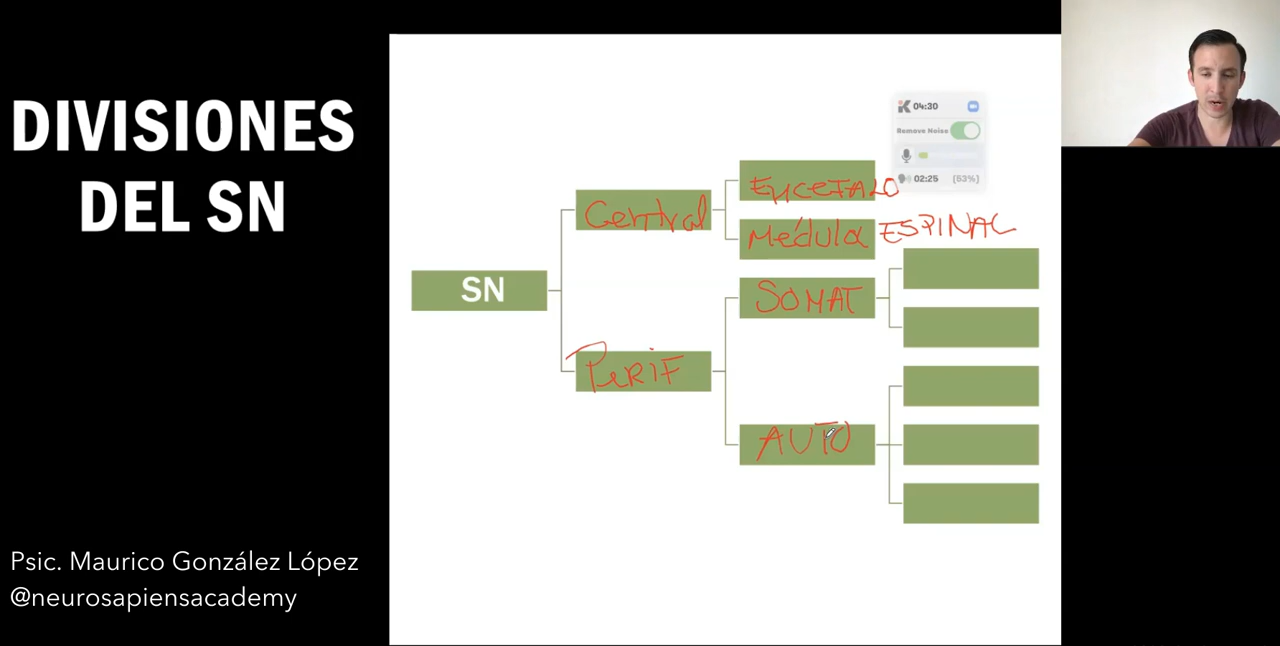 DIVISIONES
DEL SN
04:30
Remove Noise
02:25 (53%)
ENCEFALO
Central
Médula ESPINAL
SN
SOMAT
PERIF
AUTO
Psic. Maurico González López
@neurosapiensacademy